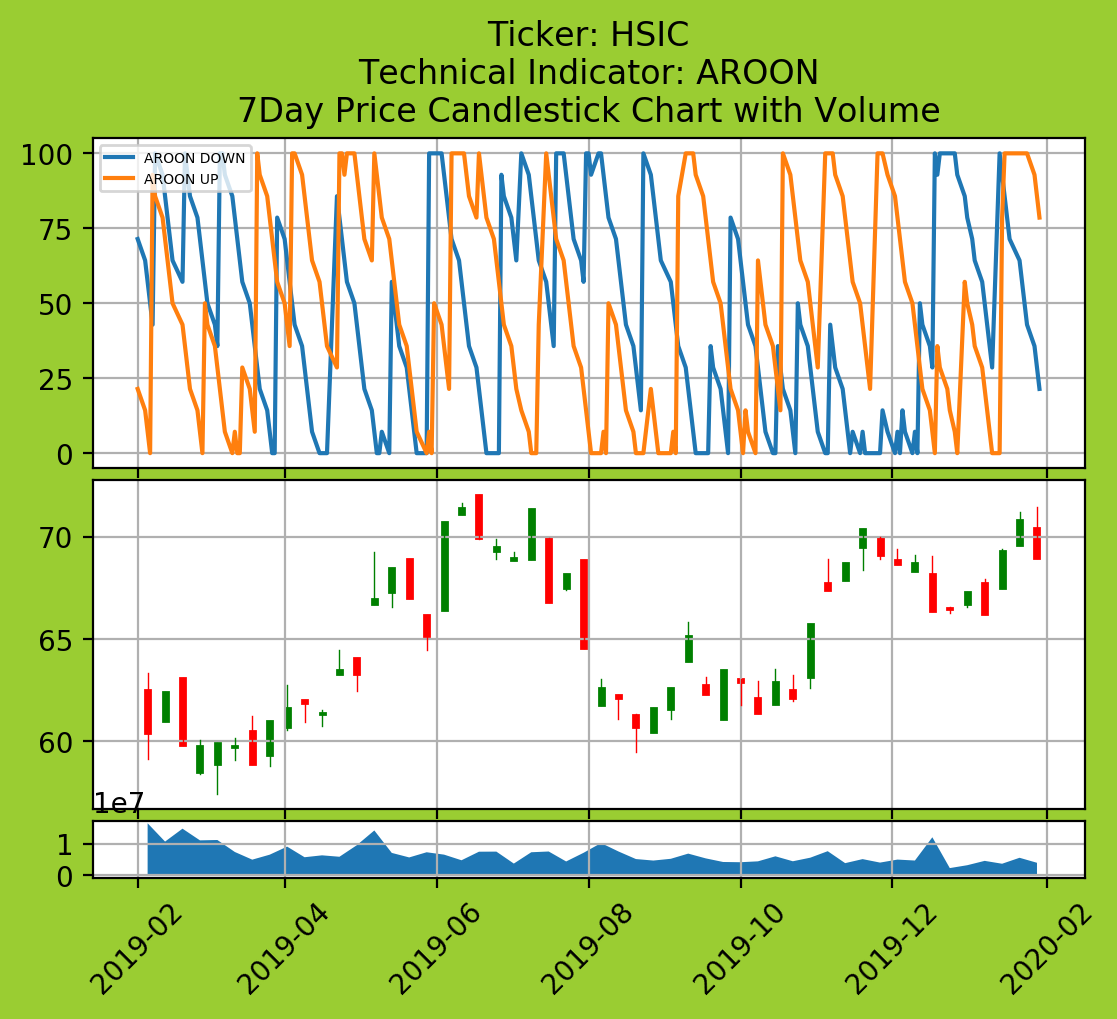 Ticker: HSIC
Technical Indicator: AROON
7Day Price Candlestick Chart with Volume
100
75
50
25
0
AROON DOWN
AROON UP
70
65
60
1e7
1
0
2019-02
2019-04
2019-06
2019-08
2019-10
2019-12
2020-02